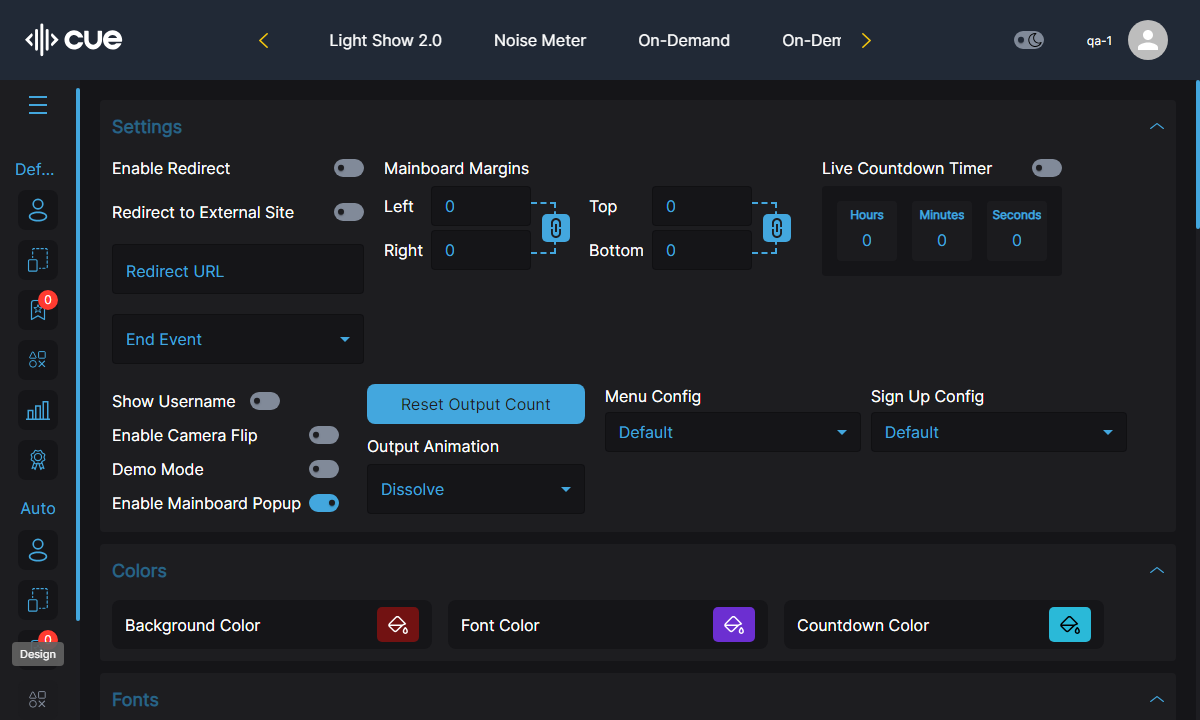 cue
Light Show 2.0
Noise Meter
On-Demand
On-Dem
qa-1
Def...
0
Auto
0
Design
Settings
Enable Redirect
Redirect to External Site
Redirect URL
End Event
Mainboard Margins
Left
0
Right
0
Top
0
Bottom
0
Live Countdown Timer
Hours
Minutes
Seconds
0
0
0
Show Username
Enable Camera Flip
Demo Mode
Enable Mainboard Popup
Reset Output Count
Output Animation
Dissolve
Menu Config
Default
Sign Up Config
Default
Colors
Background Color
Font Color
Countdown Color
Fonts